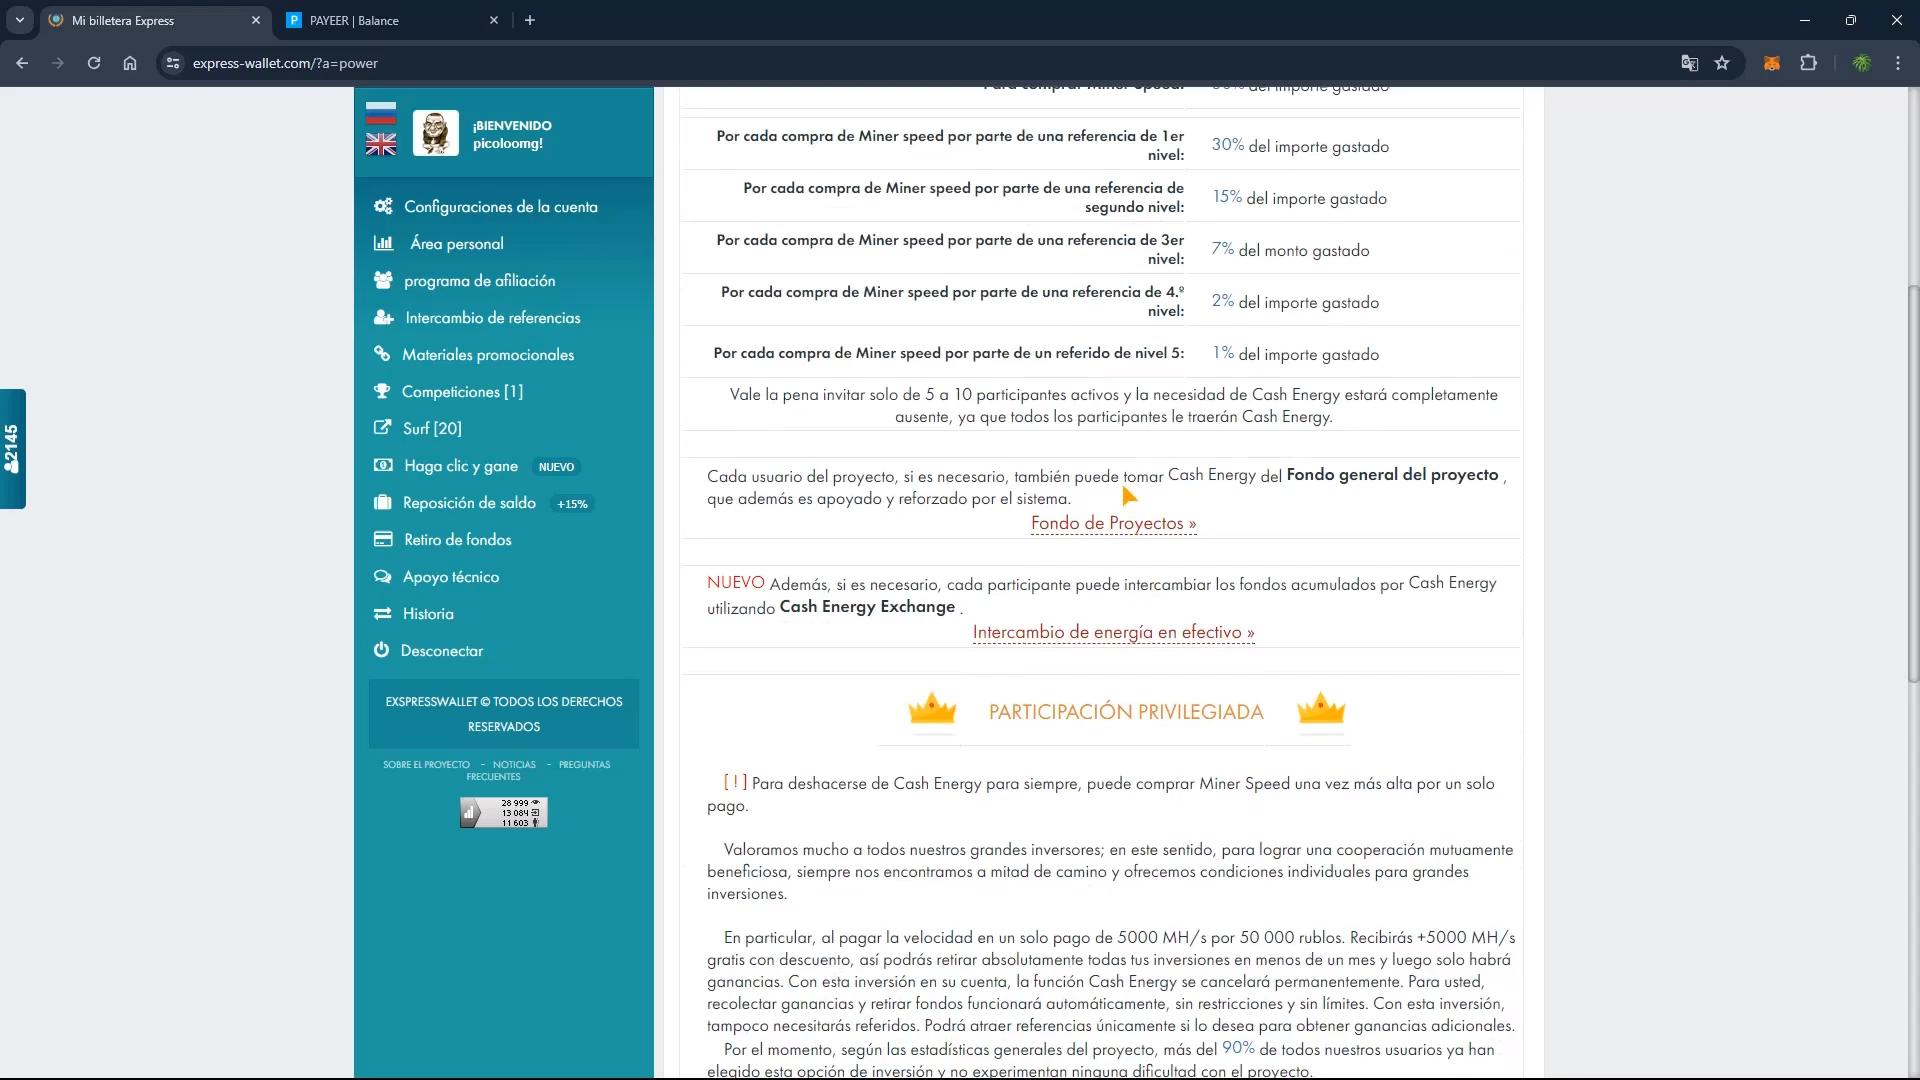 Mi billetera Express
PAYEER | Balance
express-wallet.com/?a=power
¡BIENVENIDO
picoloomg!
Configuraciones de la cuenta
Área personal
programa de afiliación
Intercambio de referencias
Materiales promocionales
Competiciones [1]
Surf [20]
Haga clic y gane NUEVO
Reposición de saldo +15%
Retiro de fondos
Apoyo técnico
Historia
Desconectar
EXSPRESSWALLET © TODOS LOS DERECHOS
RESERVADOS
SOBRE EL PROYECTO - NOTICIAS - PREGUNTAS
FRECUENTES
28 999
13 084
11 603
2145
Para comprar Miner Speed: del importe gastado
Por cada compra de Miner speed por parte de una referencia de 1er
nivel:
30% del importe gastado
Por cada compra de Miner speed por parte de una referencia de
segundo nivel:
15% del importe gastado
Por cada compra de Miner speed por parte de una referencia de 3er
nivel:
7% del monto gastado
Por cada compra de Miner speed por parte de una referencia de 4.º
nivel:
2% del importe gastado
Por cada compra de Miner speed por parte de un referido de nivel 5:
1% del importe gastado
Vale la pena invitar solo de 5 a 10 participantes activos y la necesidad de Cash Energy estará completamente
ausente, ya que todos los participantes le traerán Cash Energy.
Cada usuario del proyecto, si es necesario, también puede tomar Cash Energy del Fondo general del proyecto ,
que además es apoyado y reforzado por el sistema.
Fondo de Proyectos »
NUEVO Además, si es necesario, cada participante puede intercambiar los fondos acumulados por Cash Energy
utilizando Cash Energy Exchange .
Intercambio de energía en efectivo »
PARTICIPACIÓN PRIVILEGIADA
[ ! ] Para deshacerse de Cash Energy para siempre, puede comprar Miner Speed una vez más alta por un solo
pago.
Valoramos mucho a todos nuestros grandes inversores; en este sentido, para lograr una cooperación mutuamente
beneficiosa, siempre nos encontramos a mitad de camino y ofrecemos condiciones individuales para grandes
inversiones.
En particular, al pagar la velocidad en un solo pago de 5000 MH/s por 50 000 rublos. Recibirás +5000 MH/s
gratis con descuento, así podrás retirar absolutamente todas tus inversiones en menos de un mes y luego solo habrá
ganancias. Con esta inversión en su cuenta, la función Cash Energy se cancelará permanentemente. Para usted,
recolectar ganancias y retirar fondos funcionará automáticamente, sin restricciones y sin límites. Con esta inversión,
tampoco necesitarás referidos. Podrá atraer referencias únicamente si lo desea para obtener ganancias adicionales.
Por el momento, según las estadísticas generales del proyecto, más del 90% de todos nuestros usuarios ya han
elegido esta opción de inversión y no experimentan ninguna dificultad con el proyecto.